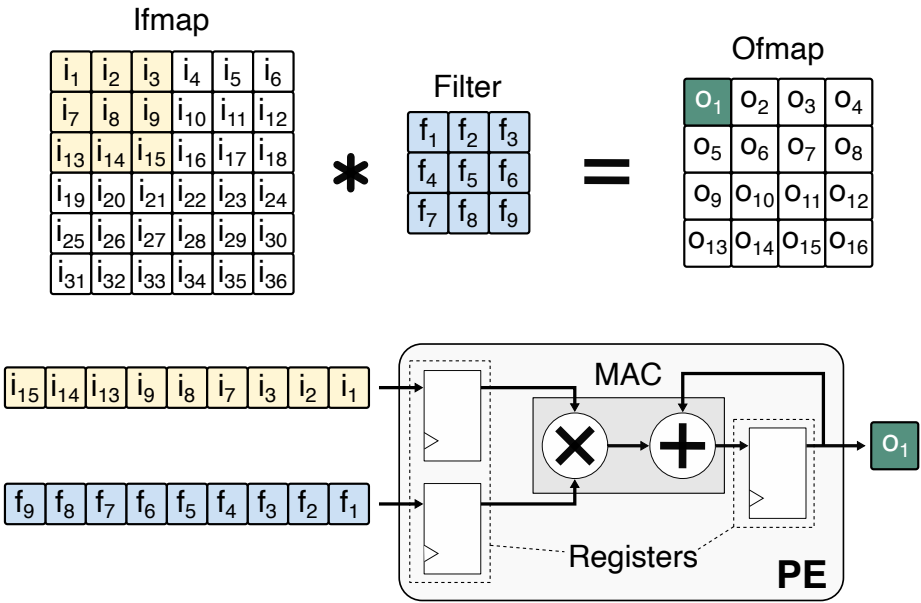 Ifmap
Filter
Ofmap
i1 i2 i3 i4 i5 i6
i7 i8 i9 i10 i11 i12
i13 i14 i15 i16 i17 i18
i19 i20 i21 i22 i23 i24
i25 i26 i27 i28 i29 i30
i31 i32 i33 i34 i35 i36
*
f1 f2 f3
f4 f5 f6
f7 f8 f9
=
o1 o2 o3 o4
o5 o6 o7 o8
o9 o10 o11 o12
o13 o14 o15 o16
i15 i14 i13 i9 i8 i7 i3 i2 i1
f9 f8 f7 f6 f5 f4 f3 f2 f1
MAC
×
+
o1
Registers
PE